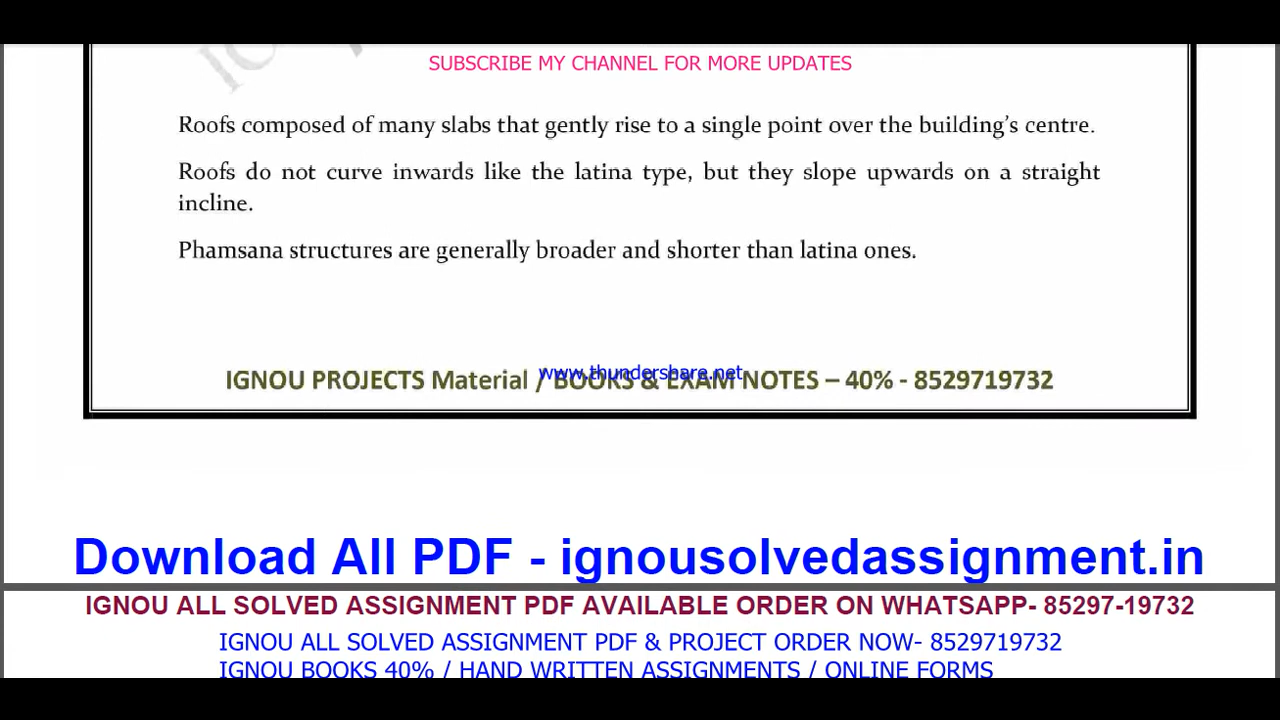 SUBSCRIBE MY CHANNEL FOR MORE UPDATES
Roofs composed of many slabs that gently rise to a single point over the building's centre.
Roofs do not curve inwards like the latina type, but they slope upwards on a straight
incline.
Phamsana structures are generally broader and shorter than latina ones.
www.thundershare.net
IGNOU PROJECTS Material / BOOKS & EXAM NOTES – 40% - 8529719732
Download All PDF - ignousolvedassignment.in
IGNOU ALL SOLVED ASSIGNMENT PDF AVAILABLE ORDER ON WHATSAPP- 85297-19732
IGNOU ALL SOLVED ASSIGNMENT PDF & PROJECT ORDER NOW- 8529719732
IGNOU BOOKS 40% / HAND WRITTEN ASSIGNMENTS / ONLINE FORMS